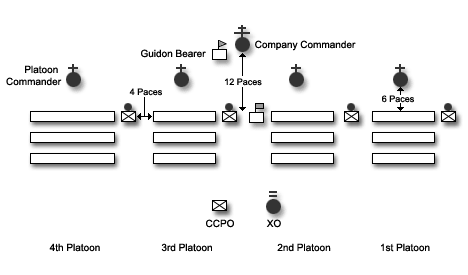 Guidon Bearer
Company Commander
Platoon
Commander
4 Paces
12 Paces
6 Paces
CCPO
XO
4th Platoon
3rd Platoon
2nd Platoon
1st Platoon